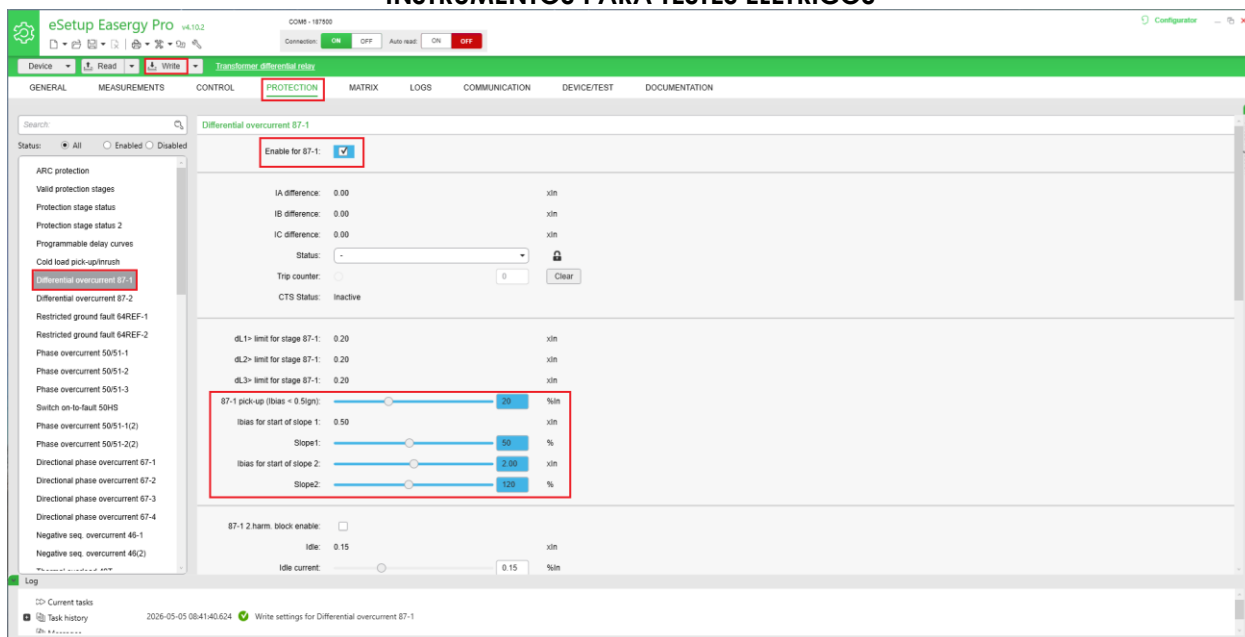 INSTRUMENTOS PARA TESTES ELÉTRICOS
eSetup Easergy Pro v4.10.2
COM6 - 187500
Configurator
Connection: ON OFF Auto read: ON OFF
Device Read Write Transformer differential relay
GENERAL MEASUREMENTS CONTROL PROTECTION MATRIX LOGS COMMUNICATION DEVICE/TEST DOCUMENTATION
Search:
Status: All Enabled Disabled
ARC protection
Valid protection stages
Protection stage status
Protection stage status 2
Programmable delay curves
Cold load pick-up/inrush
Differential overcurrent 87-1
Differential overcurrent 87-2
Restricted ground fault 64REF-1
Restricted ground fault 64REF-2
Phase overcurrent 50/51-1
Phase overcurrent 50/51-2
Phase overcurrent 50/51-3
Switch on-to-fault 50HS
Phase overcurrent 50/51-1(2)
Phase overcurrent 50/51-2(2)
Directional phase overcurrent 67-1
Directional phase overcurrent 67-2
Directional phase overcurrent 67-3
Directional phase overcurrent 67-4
Negative seq. overcurrent 46-1
Negative seq. overcurrent 46(2)
Differential overcurrent 87-1
Enable for 87-1:
IA difference: 0.00 xIn
IB difference: 0.00 xIn
IC difference: 0.00 xIn
Status: -
Trip counter: 0 Clear
CTS Status: Inactive
dL1> limit for stage 87-1: 0.20 xIn
dL2> limit for stage 87-1: 0.20 xIn
dL3> limit for stage 87-1: 0.20 xIn
87-1 pick-up (Ibias < 0.5Ign): 20 %In
Ibias for start of slope 1: 0.50 xIn
Slope1: 50 %
Ibias for start of slope 2: 2.00 xIn
Slope2: 120 %
87-1 2.harm. block enable:
Idle: 0.15 xIn
Idle current: 0.15 %In
Log
Current tasks
Task history
2026-05-05 08:41:40.624 Write settings for Differential overcurrent 87-1